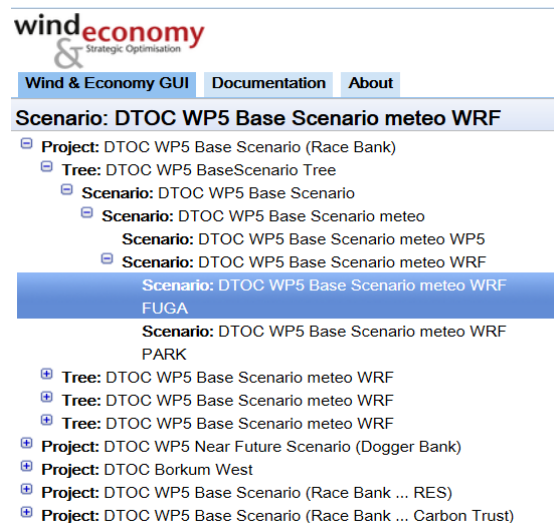 windeconomy
& Strategic Optimisation
Wind & Economy GUI Documentation About
Scenario: DTOC WP5 Base Scenario meteo WRF
Project: DTOC WP5 Base Scenario (Race Bank)
Tree: DTOC WP5 BaseScenario Tree
Scenario: DTOC WP5 Base Scenario
Scenario: DTOC WP5 Base Scenario meteo
Scenario: DTOC WP5 Base Scenario meteo WP5
Scenario: DTOC WP5 Base Scenario meteo WRF
Scenario: DTOC WP5 Base Scenario meteo WRF
FUGA
Scenario: DTOC WP5 Base Scenario meteo WRF
PARK
Tree: DTOC WP5 Base Scenario meteo WRF
Tree: DTOC WP5 Base Scenario meteo WRF
Tree: DTOC WP5 Base Scenario meteo WRF
Project: DTOC WP5 Near Future Scenario (Dogger Bank)
Project: DTOC Borkum West
Project: DTOC WP5 Base Scenario (Race Bank ... RES)
Project: DTOC WP5 Base Scenario (Race Bank ... Carbon Trust)